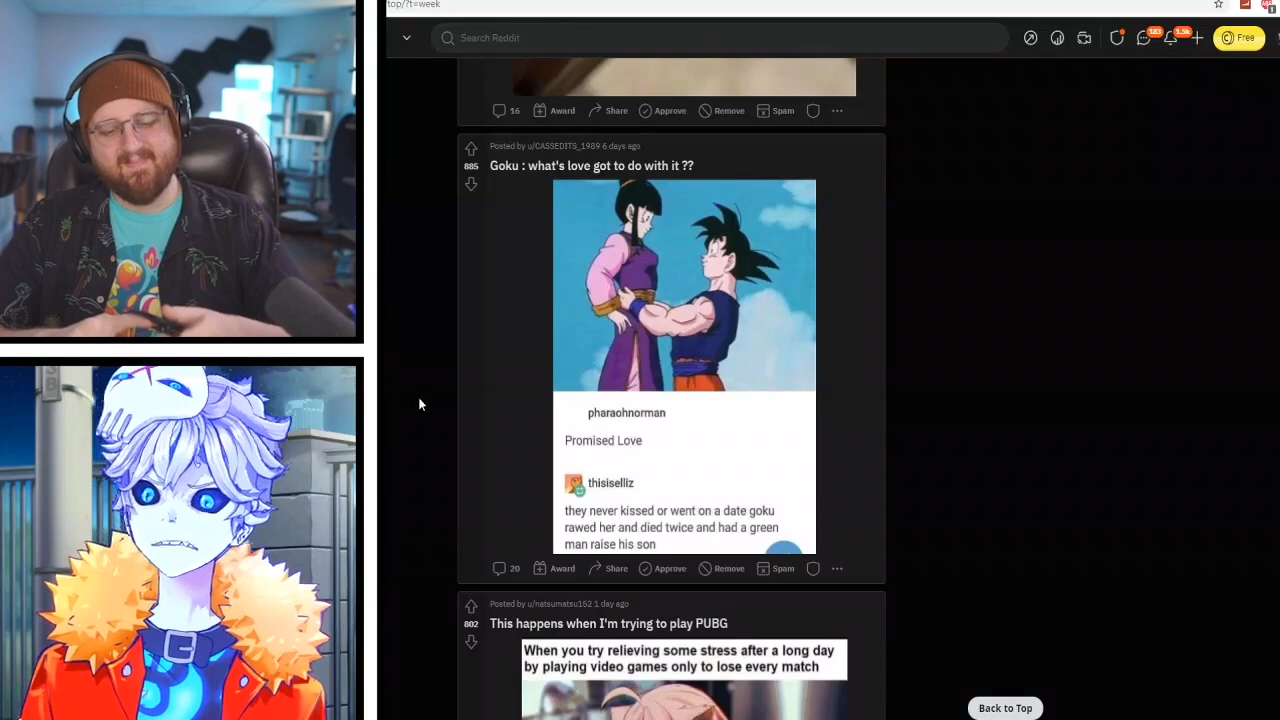 top/?t=week
Search Reddit
183
1.5k
Free
16 Award Share Approve Remove Spam
Posted by u/CASSEDITS_1989 6 days ago
885
Goku : what's love got to do with it ??
pharaohnorman
Promised Love
thisiselliz
they never kissed or went on a date goku
rawed her and died twice and had a green
man raise his son
20 Award Share Approve Remove Spam
Posted by u/natsumatsu162 1 day ago
802
This happens when I'm trying to play PUBG
When you try relieving some stress after a long day
by playing video games only to lose every match
Back to Top